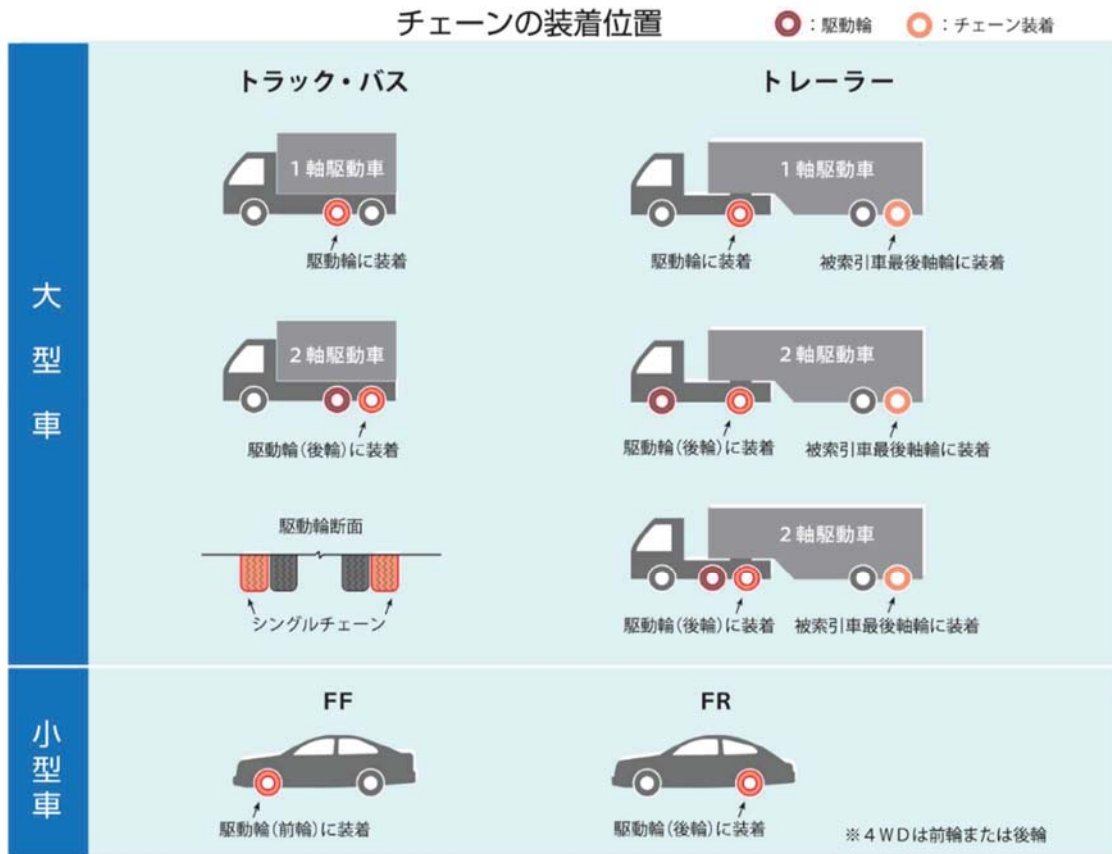 チェーンの装着位置
：駆動輪
：チェーン装着
大型車
トラック・バス
トレーラー
1軸駆動車
駆動輪に装着
1軸駆動車
駆動輪に装着
被索引車最後軸輪に装着
2軸駆動車
駆動輪(後輪)に装着
2軸駆動車
駆動輪(後輪)に装着
被索引車最後軸輪に装着
駆動輪断面
シングルチェーン
2軸駆動車
駆動輪(後輪)に装着
被索引車最後軸輪に装着
小型車
FF
駆動輪(前輪)に装着
FR
駆動輪(後輪)に装着
※4WDは前輪または後輪